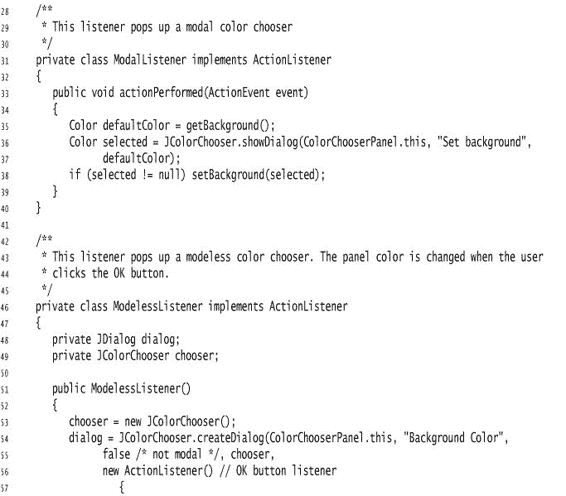 28 /**
29  * This listener pops up a modal color chooser
30  */
31 private class ModalListener implements ActionListener
32 {
33    public void actionPerformed(ActionEvent event)
34    {
35       Color defaultColor = getBackground();
36       Color selected = JColorChooser.showDialog(ColorChooserPanel.this, "Set background",
37             defaultColor);
38       if (selected != null) setBackground(selected);
39    }
40 }
41
42 /**
43  * This listener pops up a modeless color chooser. The panel color is changed when the user
44  * clicks the OK button.
45  */
46 private class ModelessListener implements ActionListener
47 {
48    private JDialog dialog;
49    private JColorChooser chooser;
50
51    public ModelessListener()
52    {
53       chooser = new JColorChooser();
54       dialog = JColorChooser.createDialog(ColorChooserPanel.this, "Background Color",
55             false /* not modal */, chooser,
56             new ActionListener() // OK button listener
57                {